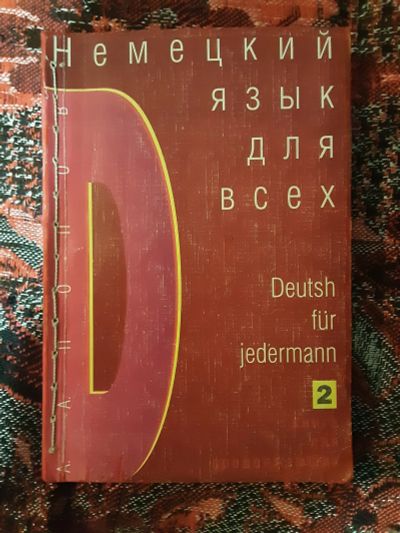 Немецкий
язык
для
всех
Deutsh
für
jedermann
2